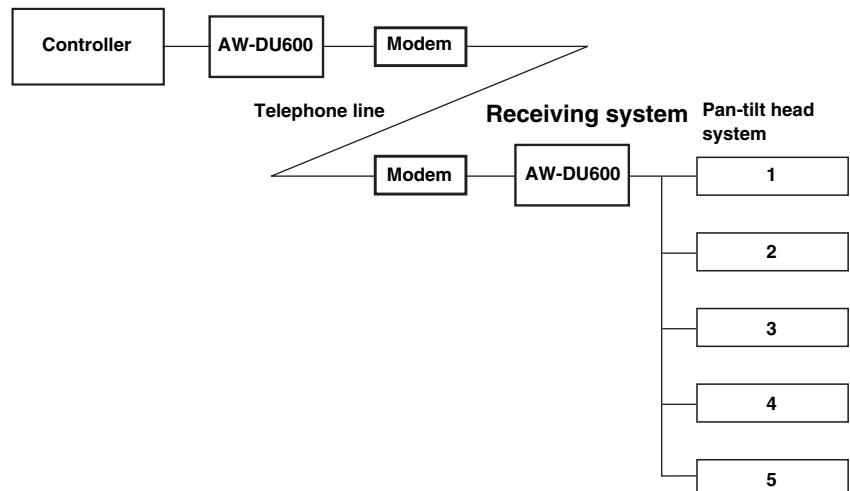 Controller
AW-DU600
Modem
Telephone line
Receiving system
Pan-tilt head
system
Modem
AW-DU600
1
2
3
4
5